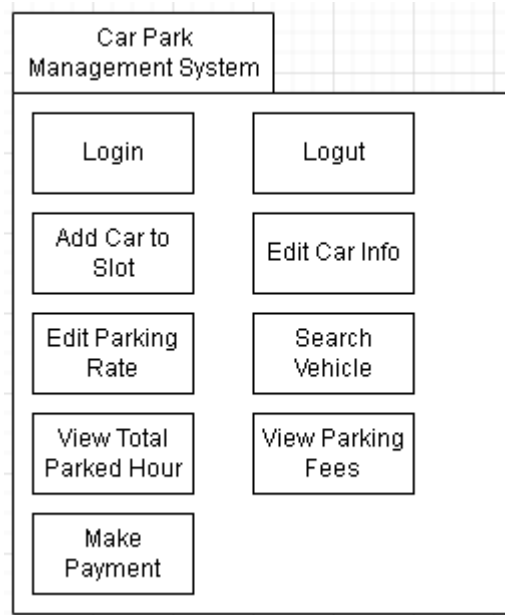 Car Park
Management System
Login
Logut
Add Car to
Slot
Edit Car Info
Edit Parking
Rate
Search
Vehicle
View Total
Parked Hour
View Parking
Fees
Make
Payment